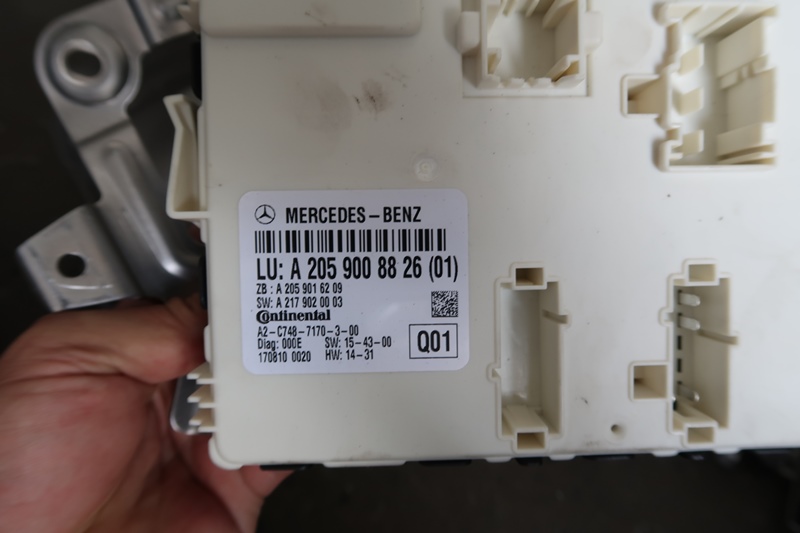 MERCEDES-BENZ
LU: A 205 900 88 26 (01)
ZB : A 205 901 62 09
SW: A 217 902 00 03
Continental
A2-C748-7170-3-00
Diag: 000E SW: 15-43-00
170810 0020 HW: 14-31
Q01